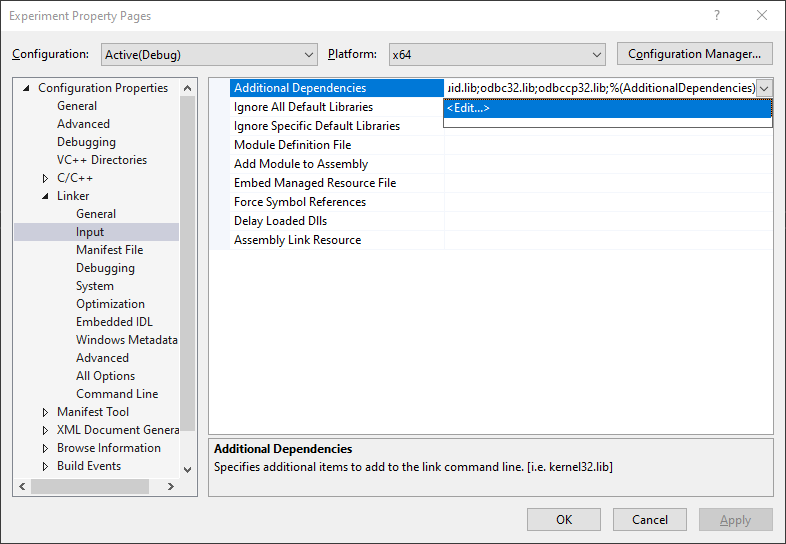 Experiment Property Pages
Configuration: Active(Debug) Platform: x64 Configuration Manager...
Configuration Properties
General
Advanced
Debugging
VC++ Directories
C/C++
Linker
General
Input
Manifest File
Debugging
System
Optimization
Embedded IDL
Windows Metadata
Advanced
All Options
Command Line
Manifest Tool
XML Document Genera
Browse Information
Build Events
Additional Dependencies uid.lib;odbc32.lib;odbccp32.lib;%(AdditionalDependencies)
<Edit...>
Ignore All Default Libraries
Ignore Specific Default Libraries
Module Definition File
Add Module to Assembly
Embed Managed Resource File
Force Symbol References
Delay Loaded Dlls
Assembly Link Resource
Additional Dependencies
Specifies additional items to add to the link command line. [i.e. kernel32.lib]
OK Cancel Apply